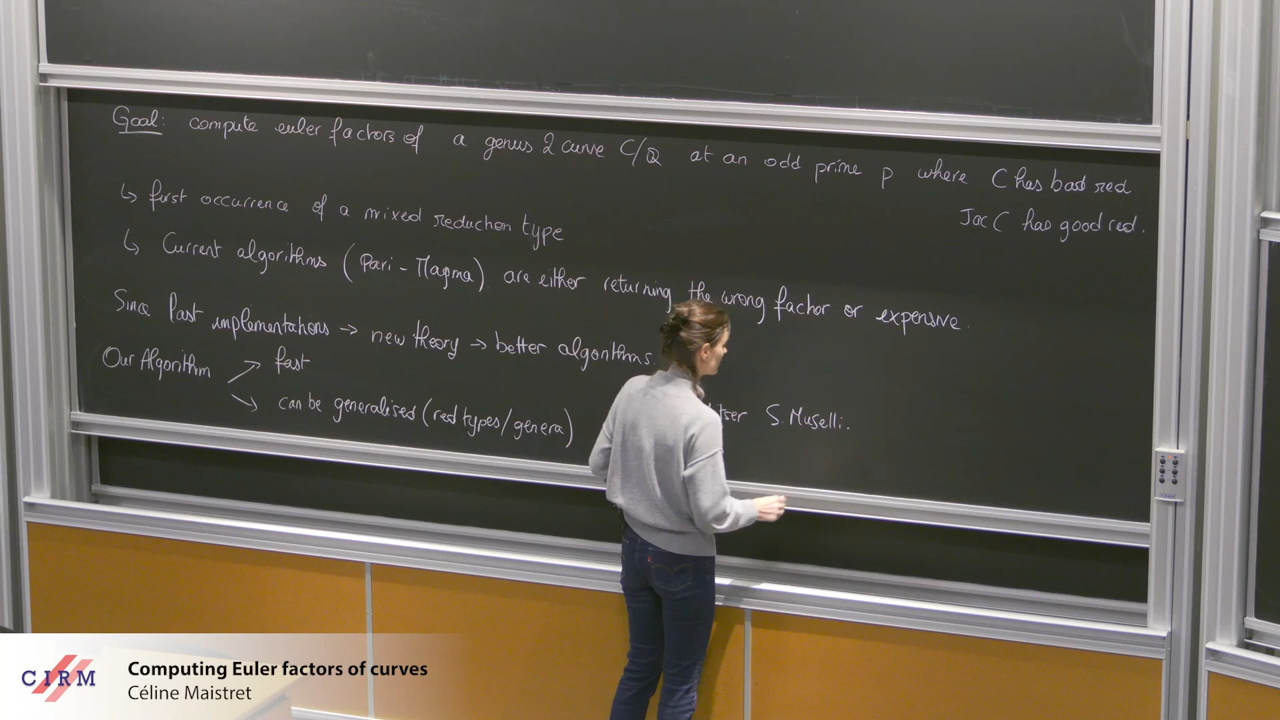 Goal: compute euler factors of a genus 2 curve C/ℚ at an odd prime p where C has bad red
Jac C has good red.
↳ first occurrence of a mixed reduction type
↳ Current algorithms (Pari - Magma) are either returning the wrong factor or expensive.
Since Past implementations → new theory → better algorithms.
Our Algorithm → fast
→ can be generalised (red types/genera) S. Muselli.
CIRM
Computing Euler factors of curves
Céline Maistret